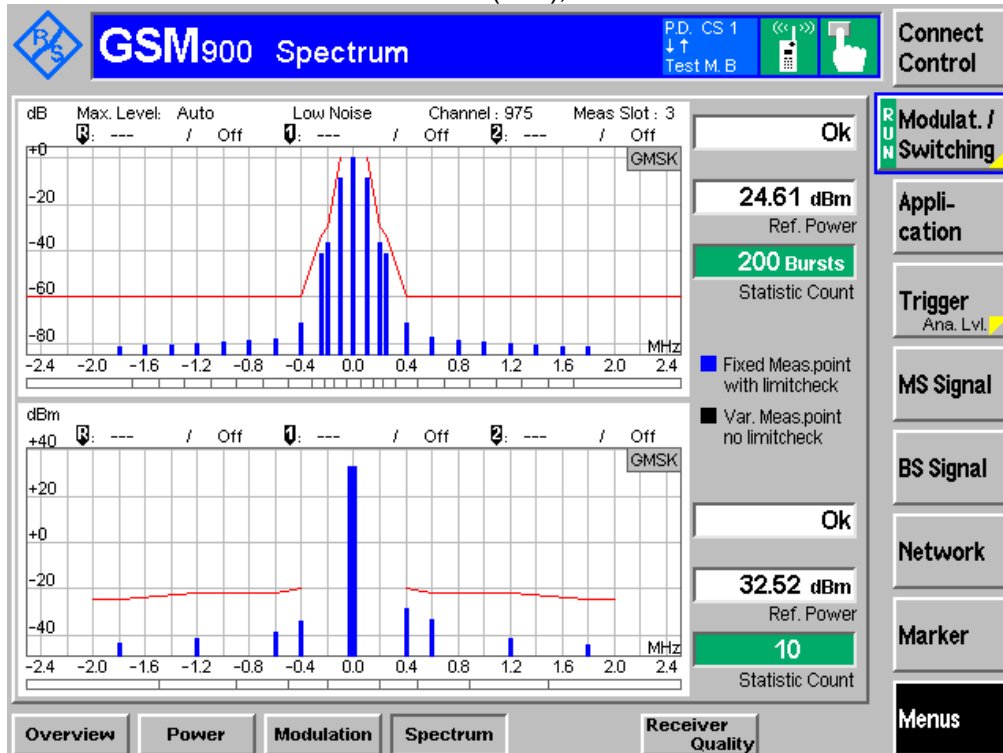 R&S
GSM900 Spectrum
P.D. CS 1
Test M. B
Connect Control
dB Max. Level: Auto Low Noise Channel : 975 Meas Slot : 3
R: --- / Off 1: --- / Off 2: --- / Off
GMSK
+0
-20
-40
-60
-80
MHz
-2.4 -2.0 -1.6 -1.2 -0.8 -0.4 0.0 0.4 0.8 1.2 1.6 2.0 2.4
Ok
24.61 dBm
Ref. Power
200 Bursts
Statistic Count
Fixed Meas.point
with limitcheck
Var. Meas.point
no limitcheck
dBm
R: --- / Off 1: --- / Off 2: --- / Off
GMSK
+40
+20
+0
-20
-40
MHz
-2.4 -2.0 -1.6 -1.2 -0.8 -0.4 0.0 0.4 0.8 1.2 1.6 2.0 2.4
Ok
32.52 dBm
Ref. Power
10
Statistic Count
RUN
Modulat. /
Switching
Appli-
cation
Trigger
Ana. Lvl.
MS Signal
BS Signal
Network
Marker
Menus
Overview Power Modulation Spectrum Receiver
Quality